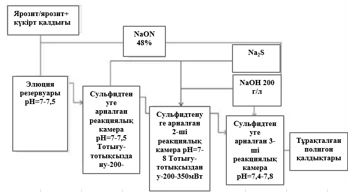 Ярозит/ярозит+
күкірт қалдығы
NaON
48%
Na₂S
NaOH 200
г/л
Элюция
резервуары
pH=7-7,5
Сульфидтен
уге
арналған
реакциялық
камера
pH=7-7,5
Тотығу-
тотықсызда
ну-200-
Сульфидтену
ге арналған
2-ші
реакциялық
камера pH=7-
8 Тотығу-
тотықсыздан
у-200-350мВт
Сульфидтен
уге
арналған 3-
ші
реакциялық
камера
pH=7,4-7,8
Тұрақталған
полигон
қалдықтары